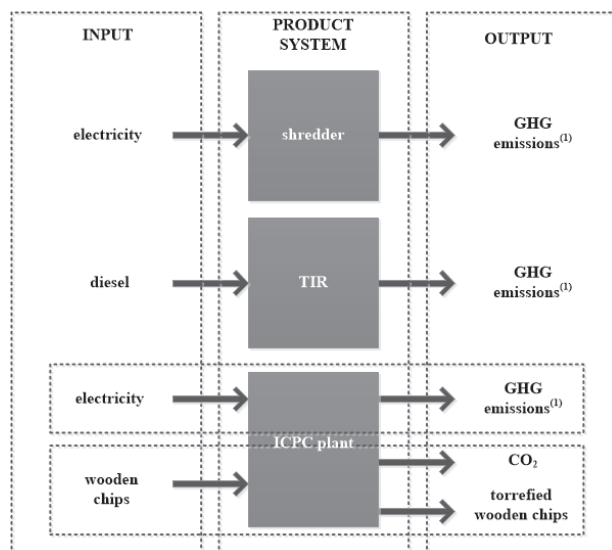 INPUT
PRODUCT
SYSTEM
OUTPUT
electricity
shredder
GHG
emissions(1)
diesel
TIR
GHG
emissions(1)
electricity
GHG
emissions(1)
ICPC plant
wooden
chips
CO2
torrefied
wooden chips